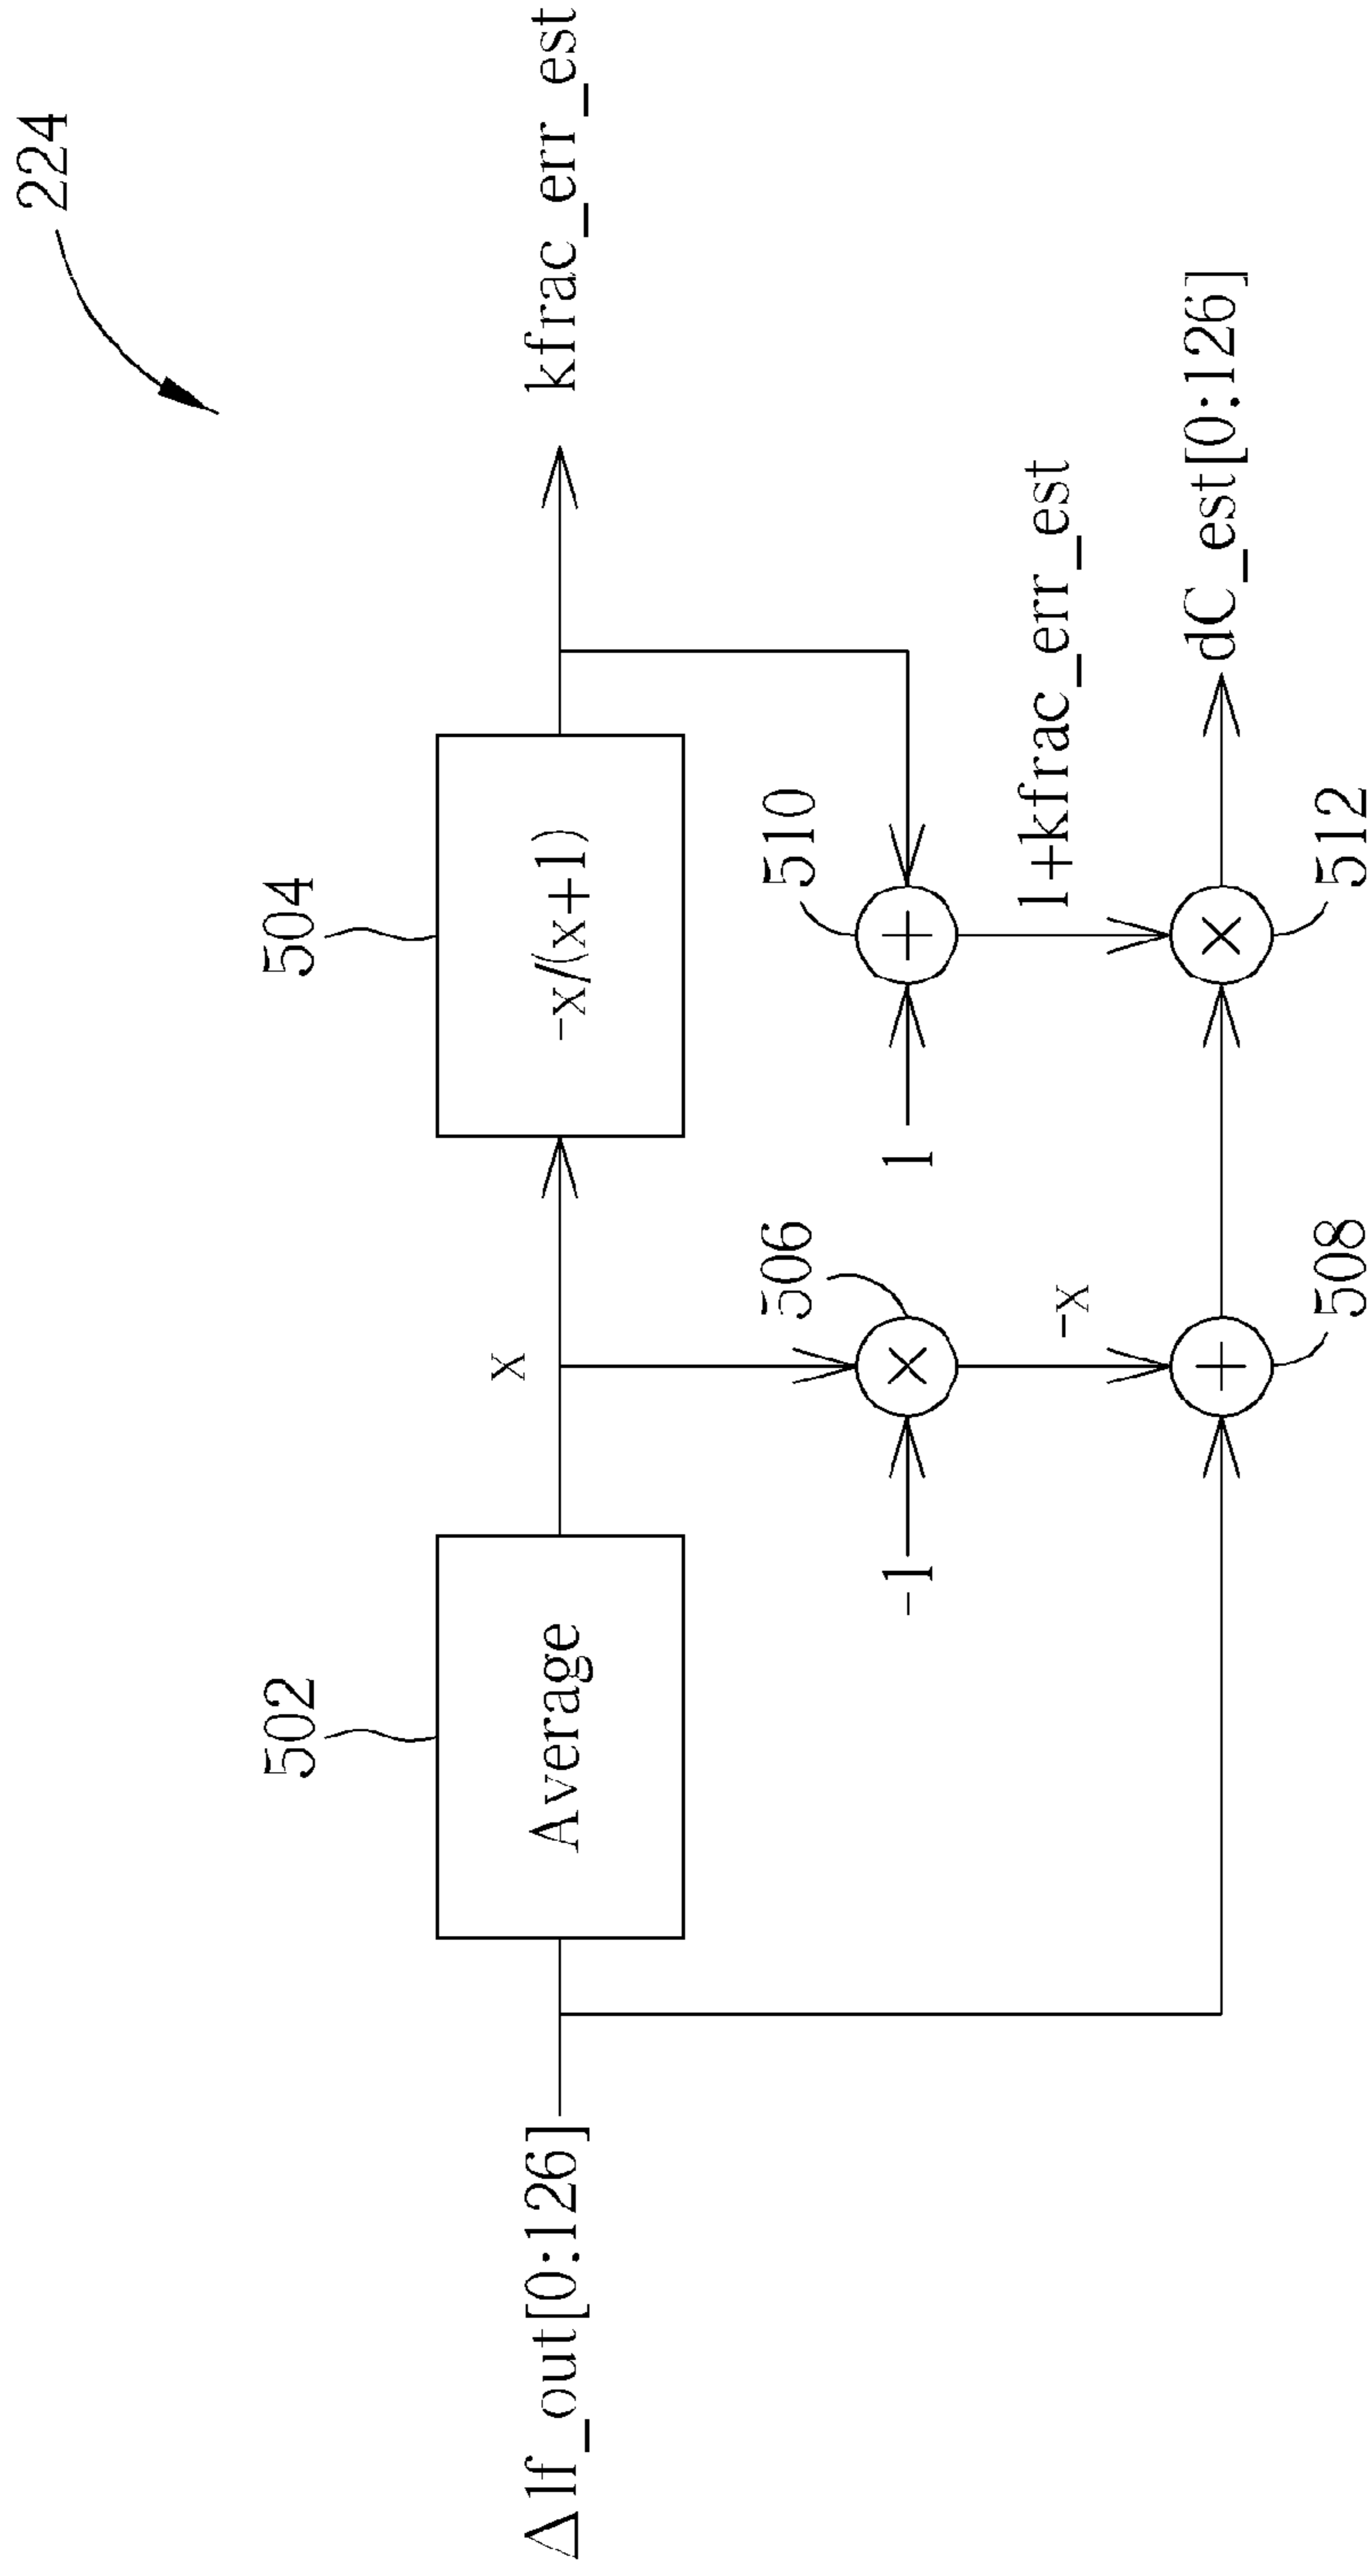 224
502
504
Δlf_out[0:126]
Average
x
-x/(x+1)
kfrac_err_est
506
510
-1
1
-x
1+kfrac_err_est
dC_est[0:126]
508
512